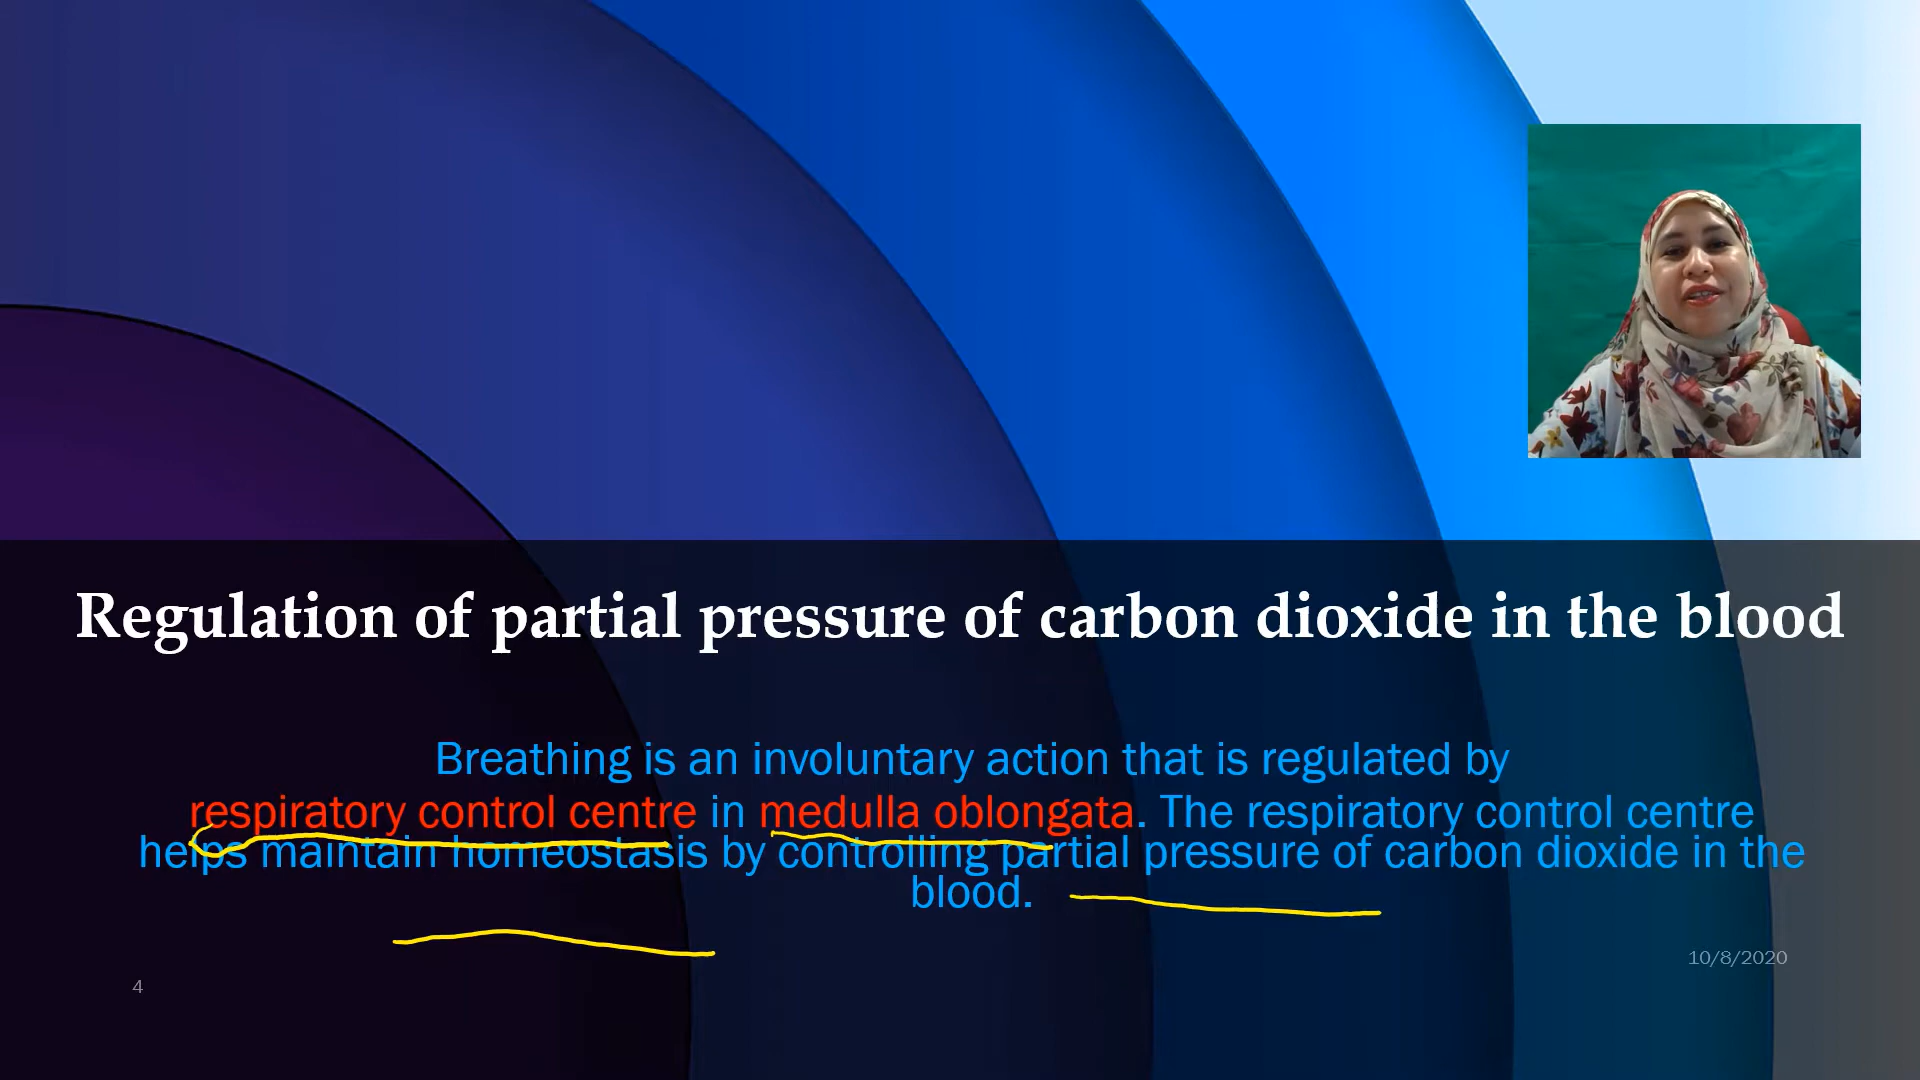 Regulation of partial pressure of carbon dioxide in the blood
Breathing is an involuntary action that is regulated by
respiratory control centre in medulla oblongata. The respiratory control centre
helps maintain homeostasis by controlling partial pressure of carbon dioxide in the
blood.
10/8/2020
4